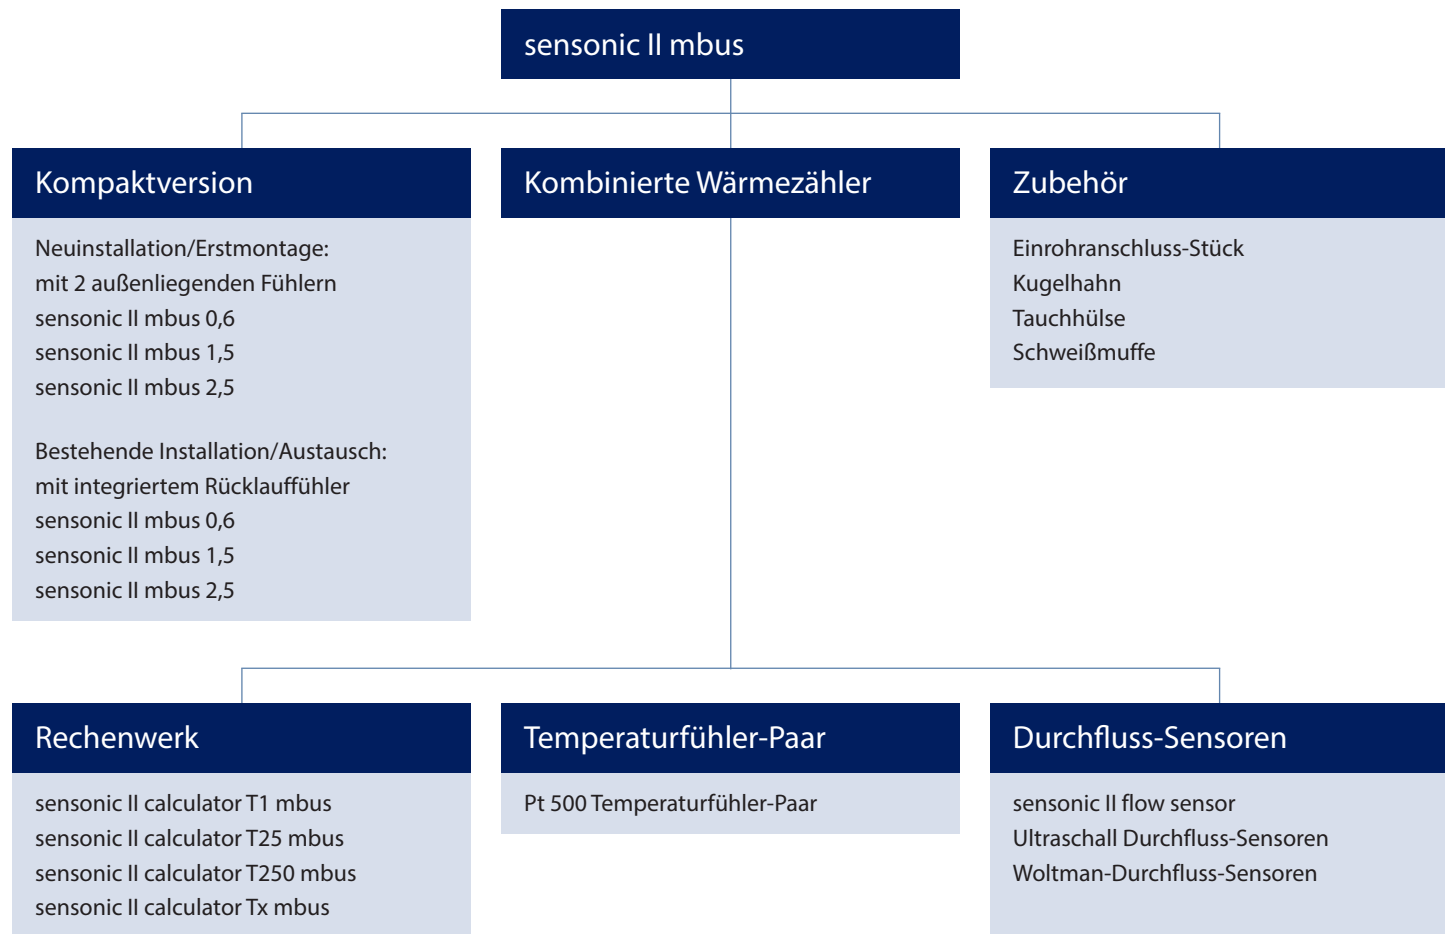 sensonic II mbus
Kompaktversion
Neuinstallation/Erstmontage:
mit 2 außenliegenden Fühlern
sensonic II mbus 0,6
sensonic II mbus 1,5
sensonic II mbus 2,5
Bestehende Installation/Austausch:
mit integriertem Rücklauffühler
sensonic II mbus 0,6
sensonic II mbus 1,5
sensonic II mbus 2,5
Kombinierte Wärmezähler
Zubehör
Einrohranschluss-Stück
Kugelhahn
Tauchhülse
Schweißmuffe
Rechenwerk
sensonic II calculator T1 mbus
sensonic II calculator T25 mbus
sensonic II calculator T250 mbus
sensonic II calculator Tx mbus
Temperaturfühler-Paar
Pt 500 Temperaturfühler-Paar
Durchfluss-Sensoren
sensonic II flow sensor
Ultraschall Durchfluss-Sensoren
Woltman-Durchfluss-Sensoren